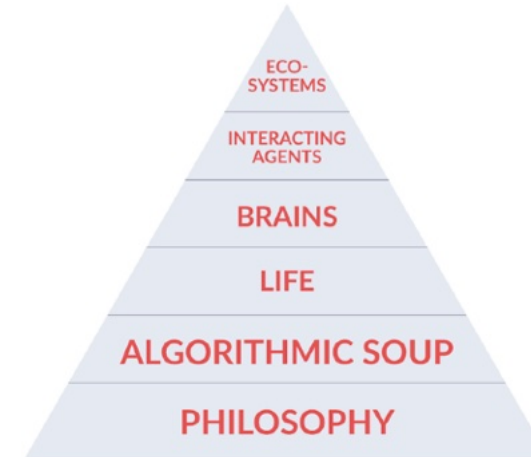 ECO-
SYSTEMS
INTERACTING
AGENTS
BRAINS
LIFE
ALGORITHMIC SOUP
PHILOSOPHY